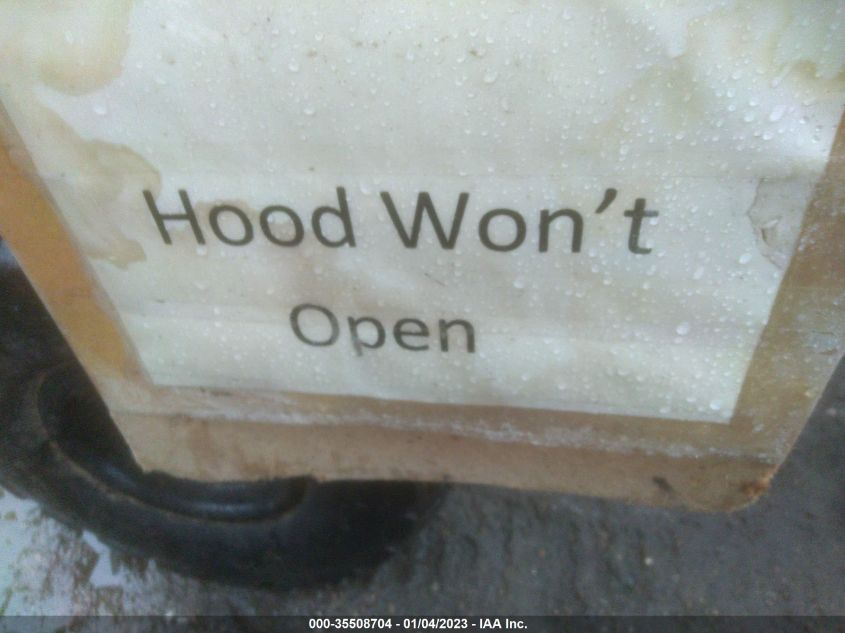 Hood Won’t
Open
000-35508704 - 01/04/2023 - IAA Inc.